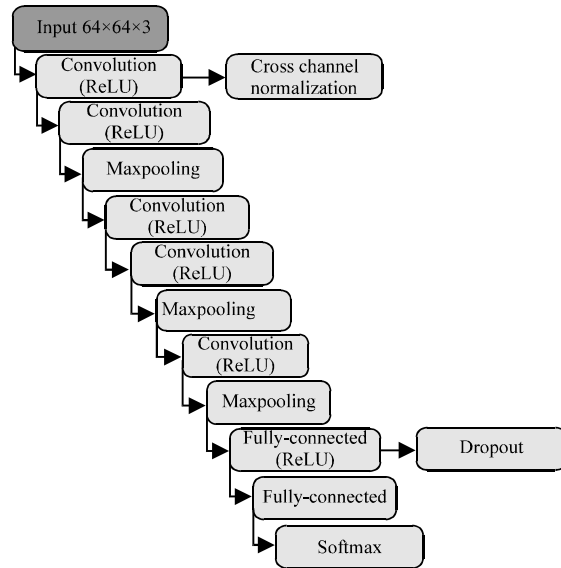 Input 64×64×3
Convolution
(ReLU)
Cross channel
normalization
Convolution
(ReLU)
Maxpooling
Convolution
(ReLU)
Convolution
(ReLU)
Maxpooling
Convolution
(ReLU)
Maxpooling
Fully-connected
(ReLU)
Dropout
Fully-connected
Softmax